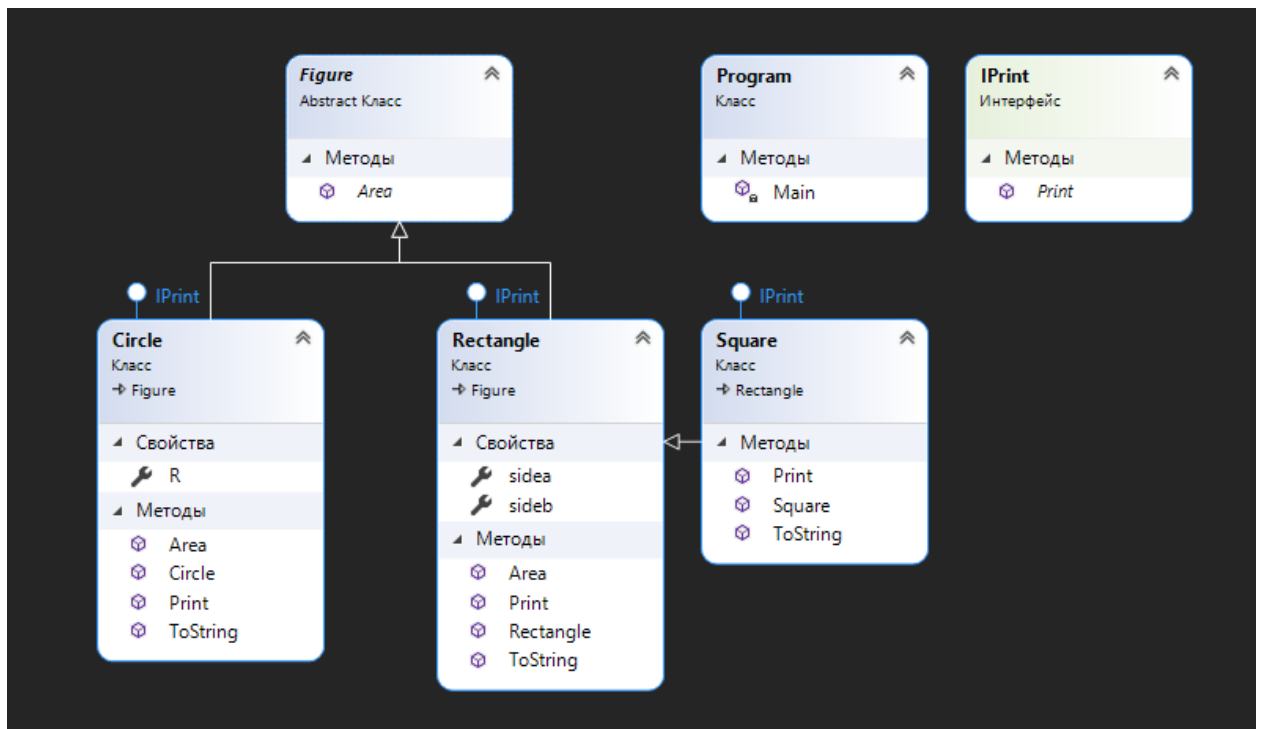 Figure
Abstract Класс
Методы
Area
Program
Класс
Методы
Main
IPrint
Интерфейс
Методы
Print
IPrint
Circle
Класс
Figure
Свойства
R
Методы
Area
Circle
Print
ToString
IPrint
Rectangle
Класс
Figure
Свойства
sidea
sideb
Методы
Area
Print
Rectangle
ToString
IPrint
Square
Класс
Rectangle
Методы
Print
Square
ToString